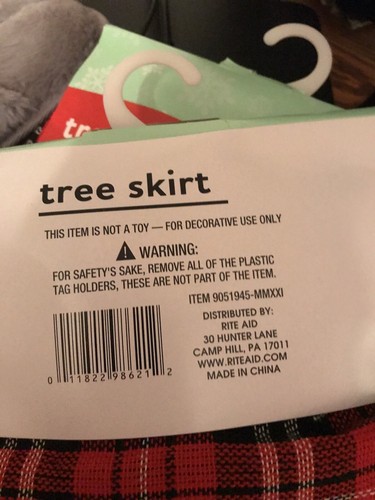 tr
tree skirt
THIS ITEM IS NOT A TOY — FOR DECORATIVE USE ONLY
WARNING:
FOR SAFETY'S SAKE, REMOVE ALL OF THE PLASTIC
TAG HOLDERS, THESE ARE NOT PART OF THE ITEM.
ITEM 9051945-MMXXI
DISTRIBUTED BY:
RITE AID
30 HUNTER LANE
CAMP HILL, PA 17011
WWW.RITEAID.COM
MADE IN CHINA
0 11822 98621 2